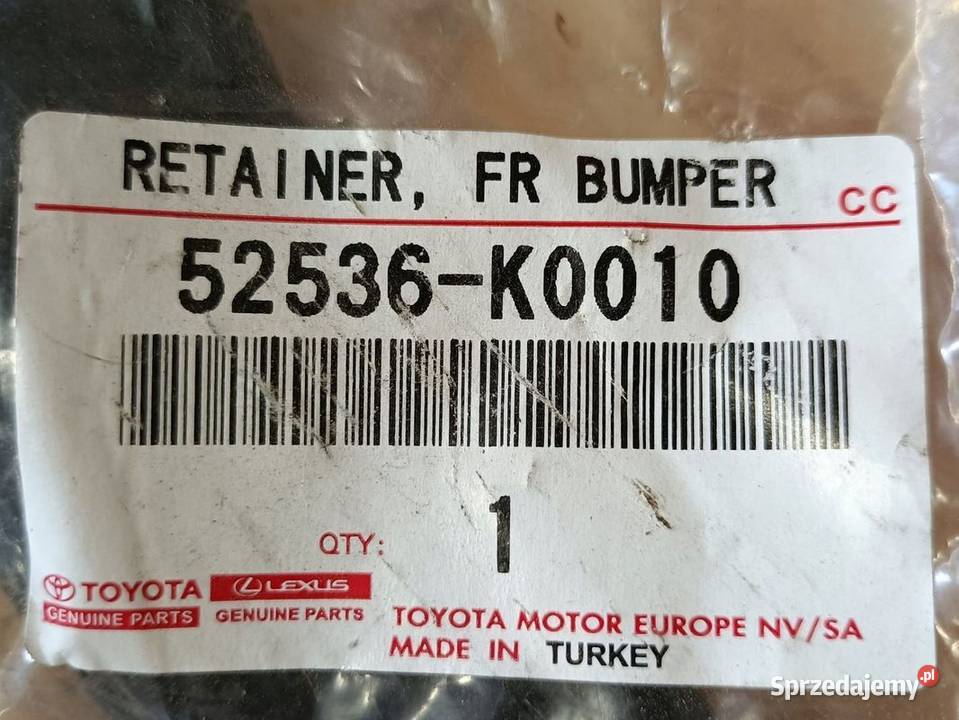 RETAINER, FR BUMPER CC
52536-K0010
QTY: 1
TOYOTA LEXUS
GENUINE PARTS GENUINE PARTS
TOYOTA MOTOR EUROPE NV/SA
MADE IN TURKEY
Sprzedajemy.pl